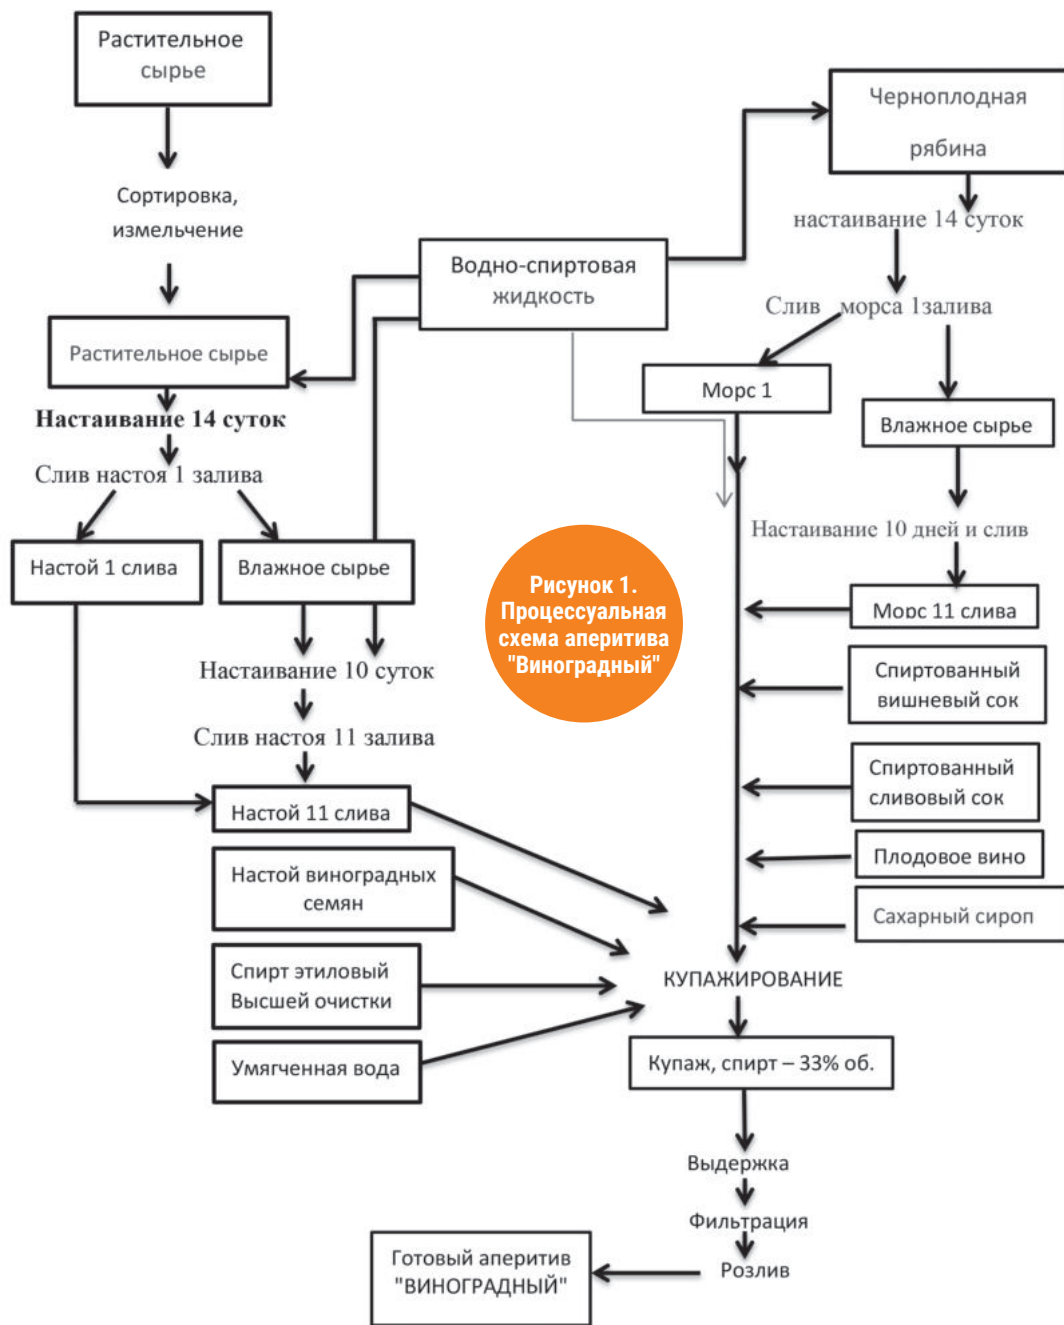 Растительное
сырье
Сортировка,
измельчение
Растительное сырье
Настаивание 14 суток
Слив настоя 1 залива
Настой 1 слива
Влажное сырье
Настаивание 10 суток
Слив настоя 11 залива
Настой 11 слива
Настой виноградных
семян
Спирт этиловый
Высшей очистки
Умягченная вода
Водно-спиртовая
жидкость
Черноплодная
рябина
настаивание 14 суток
Слив морса 1залива
Морс 1
Влажное сырье
Настаивание 10 дней и слив
Морс 11 слива
Спиртованный
вишневый сок
Спиртованный
сливовый сок
Плодовое вино
Сахарный сироп
Рисунок 1.
Процессуальная
схема аперитива
"Виноградный"
КУПАЖИРОВАНИЕ
Купаж, спирт – 33% об.
Выдержка
Фильтрация
Розлив
Готовый аперитив
"ВИНОГРАДНЫЙ"